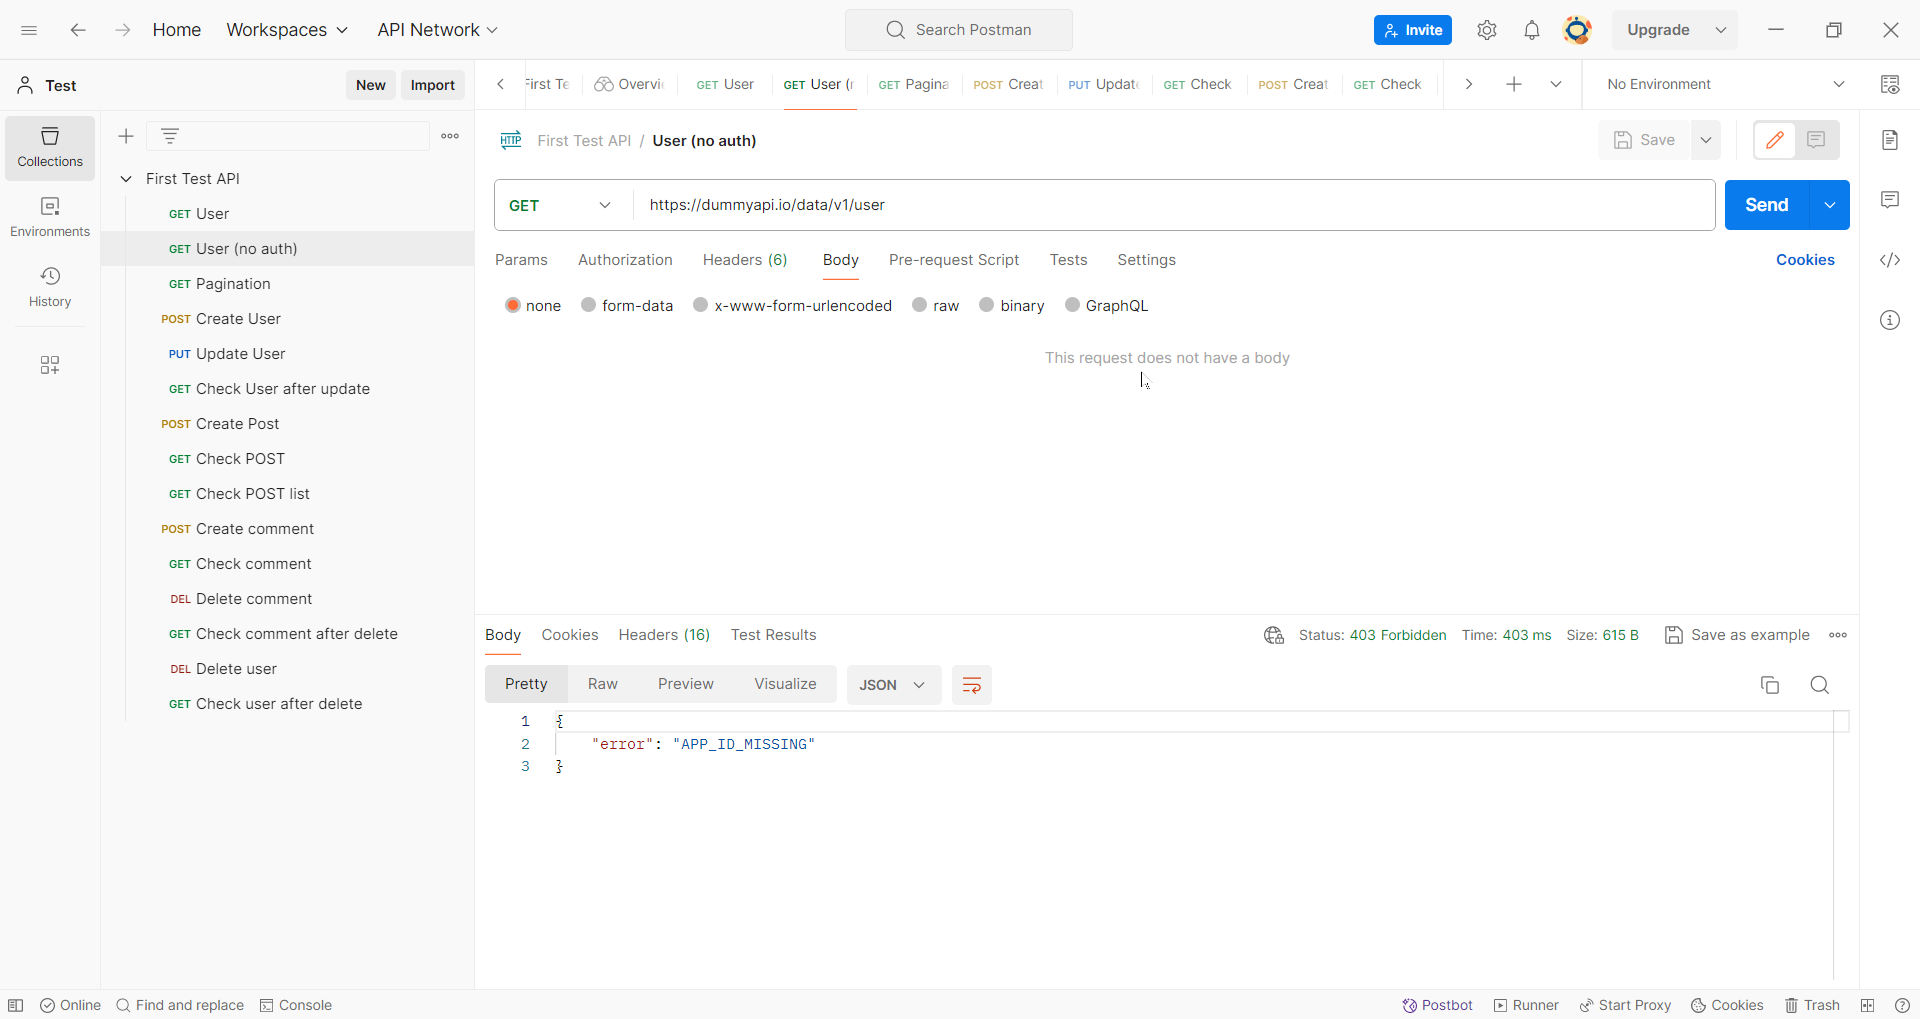 Home Workspaces API Network Search Postman Invite Upgrade
Test New Import
First Te Overvi GET User GET User (r GET Pagina POST Creat PUT Update GET Check POST Creat GET Check No Environment
Collections
Environments
History
First Test API
GET User
GET User (no auth)
GET Pagination
POST Create User
PUT Update User
GET Check User after update
POST Create Post
GET Check POST
GET Check POST list
POST Create comment
GET Check comment
DEL Delete comment
GET Check comment after delete
DEL Delete user
GET Check user after delete
HTTP First Test API / User (no auth) Save
GET https://dummyapi.io/data/v1/user Send
Params Authorization Headers (6) Body Pre-request Script Tests Settings Cookies
none form-data x-www-form-urlencoded raw binary GraphQL
This request does not have a body
Body Cookies Headers (16) Test Results Status: 403 Forbidden Time: 403 ms Size: 615 B Save as example
Pretty Raw Preview Visualize JSON
1 {
2 "error": "APP_ID_MISSING"
3 }
Online Find and replace Console Postbot Runner Start Proxy Cookies Trash